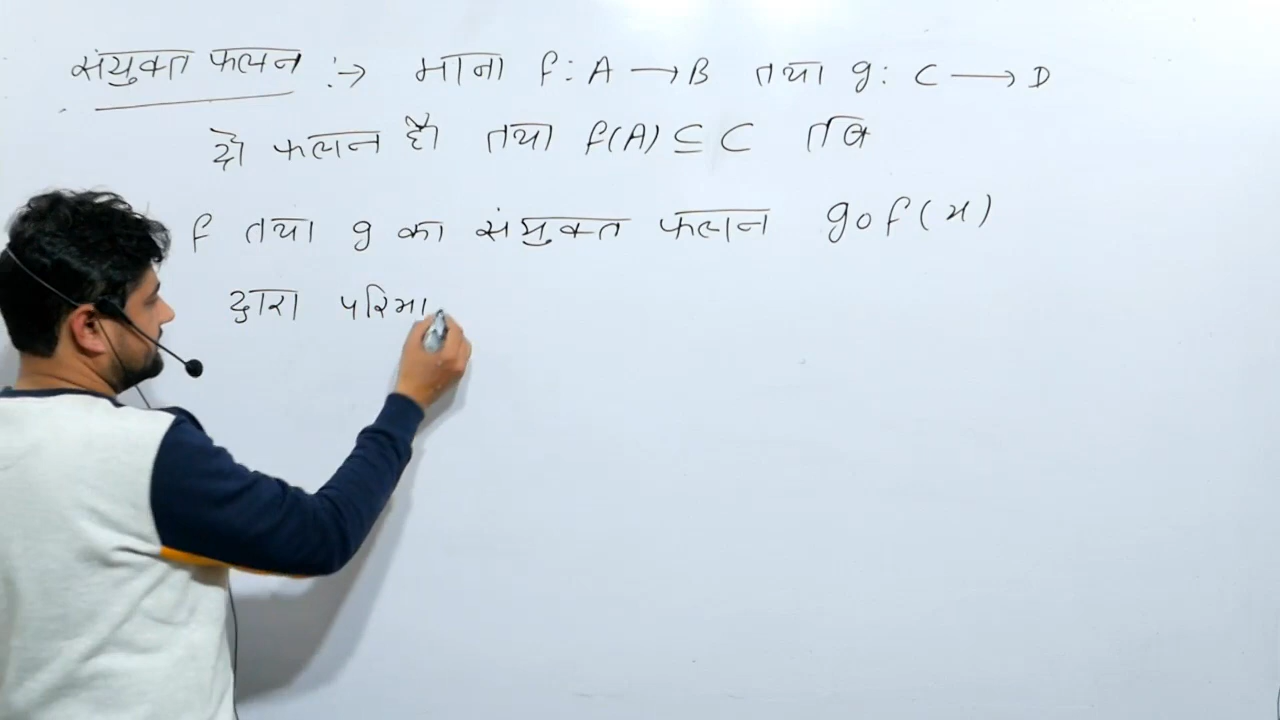 संयुक्त फलन :→ माना f: A → B तथा g: C → D
दो फलन है। तथा f(A) ⊆ C तब
f तथा g का संयुक्त फलन gof(x)
द्वारा परिभा